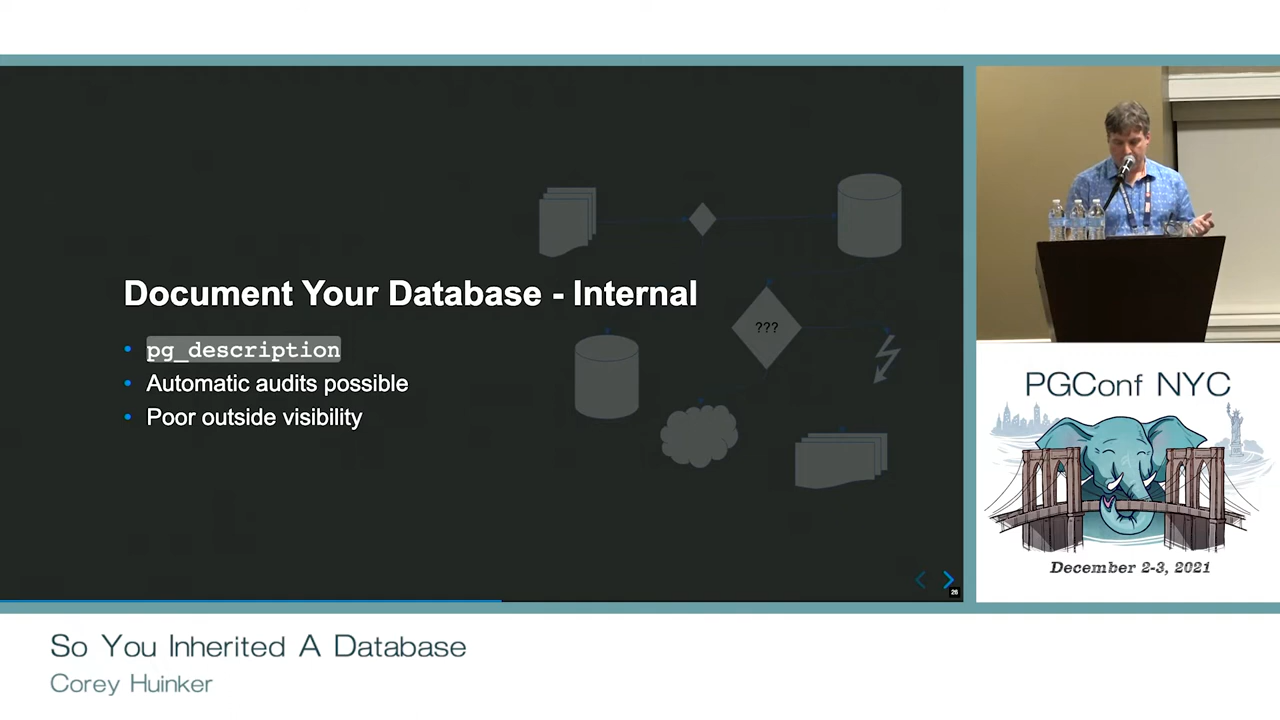 Document Your Database - Internal
pg_description
Automatic audits possible
Poor outside visibility
???
26
PGConf NYC
December 2-3, 2021
So You Inherited A Database
Corey Huinker